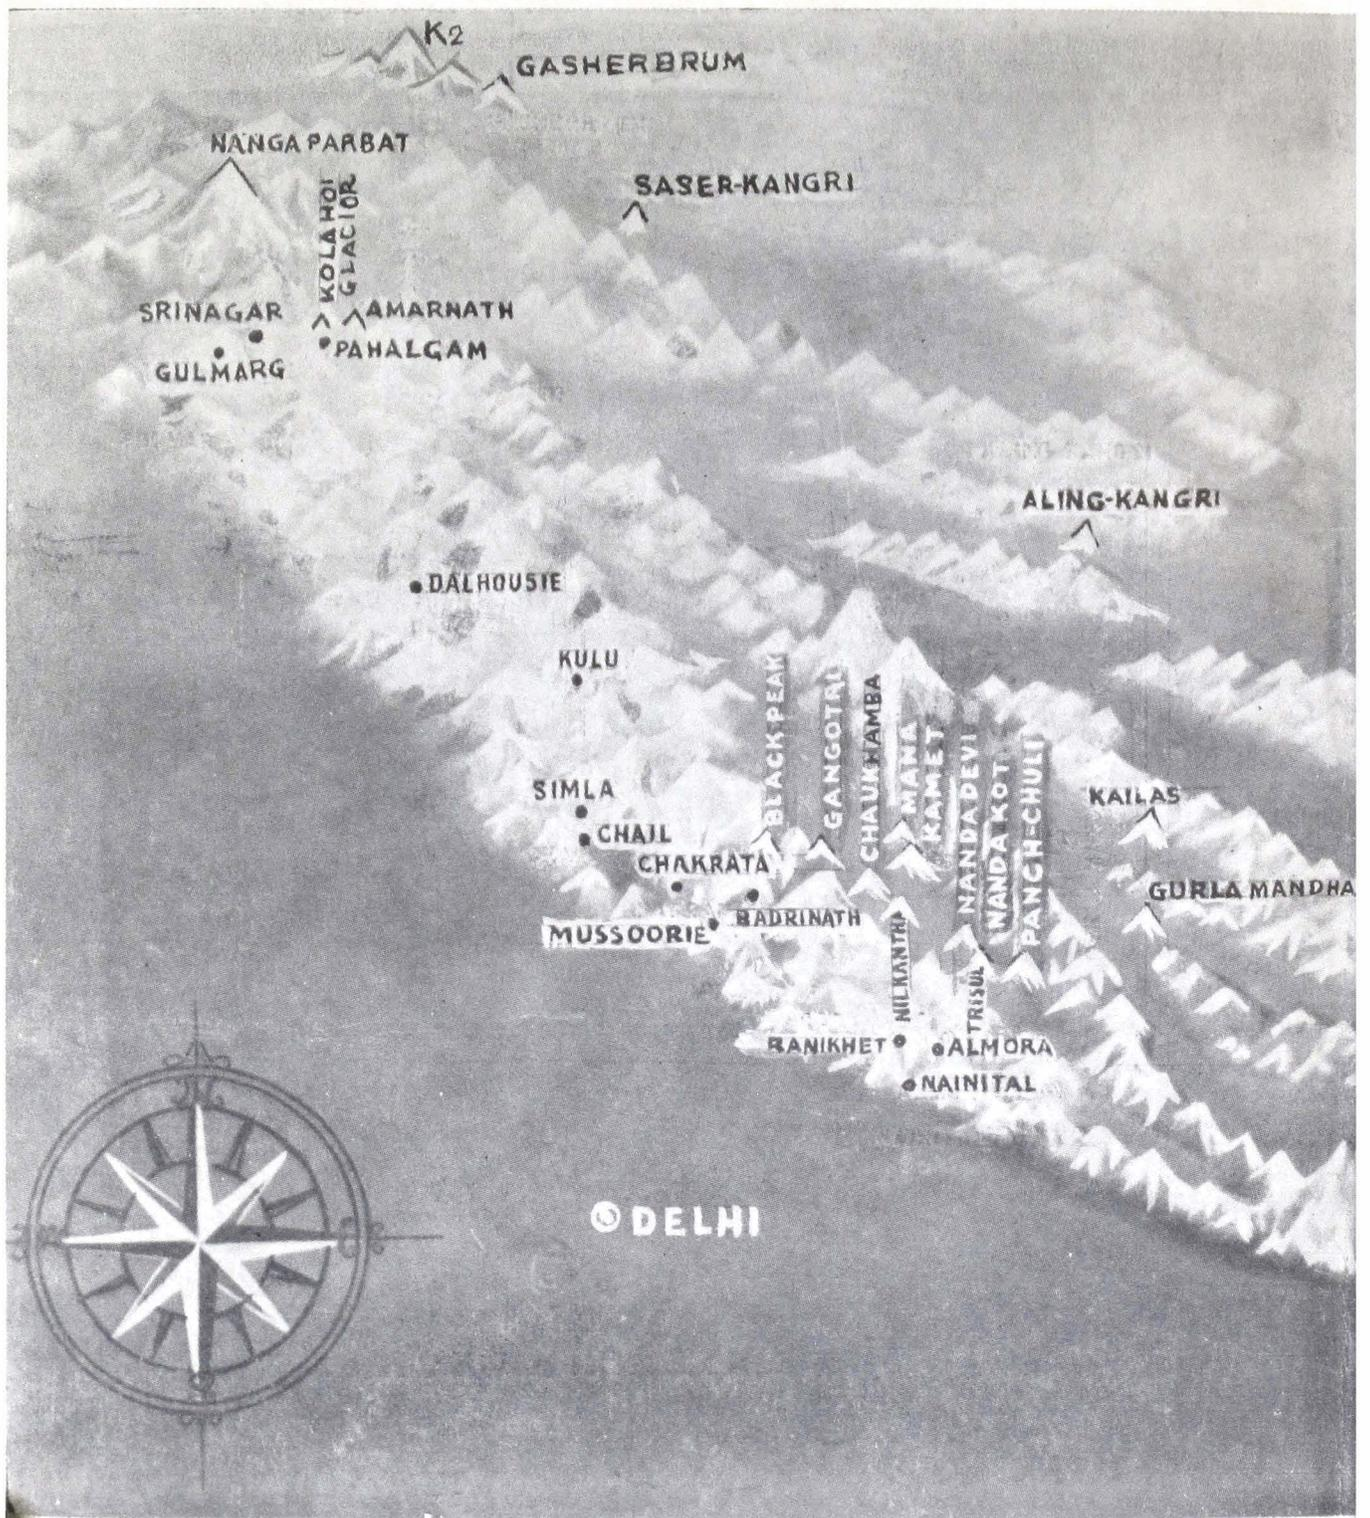 K2
GASHERBRUM
NANGA PARBAT
SASER-KANGRI
KOLAHOI
GLACIOR
SRINAGAR
AMARNATH
PAHALGAM
GULMARG
ALING-KANGRI
DALHOUSIE
KULU
BLACK PEAK
GANGOTRI
CHAUKHAMBA
MANA
KAMET
NANDA DEVI
NANDA KOT
PANCH-CHULI
KAILAS
SIMLA
CHAIL
CHAKRATA
GURLA MANDHA
BADRINATH
MUSSOORIE
NILKANTHA
TRISUL
RANIKHET
ALMORA
NAINITAL
DELHI